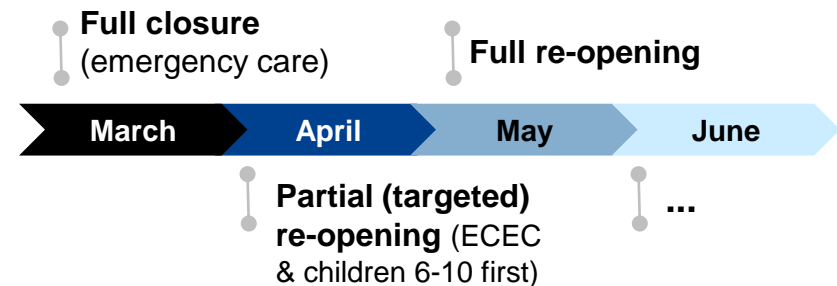 Full closure
(emergency care)
Full re-opening
March
April
May
June
Partial (targeted)
re-opening (ECEC
& children 6-10 first)
...